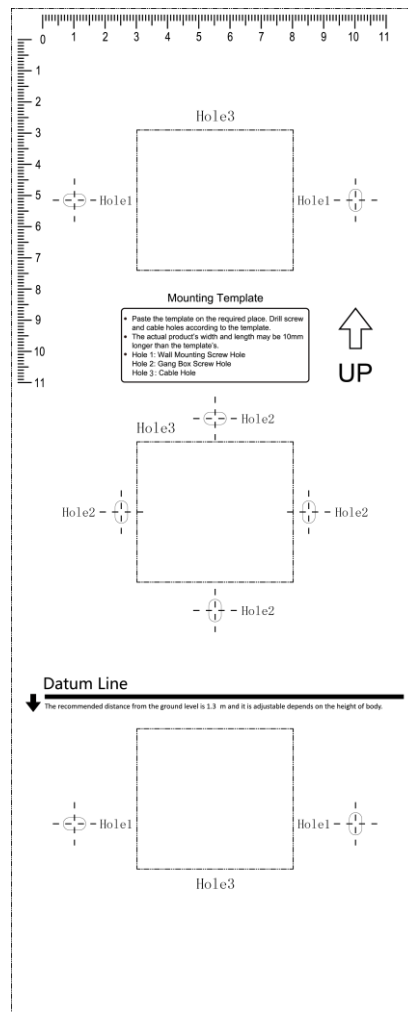 0 1 2 3 4 5 6 7 8 9 10 11
0
1
2
3
4
5
6
7
8
9
10
11
Hole3
Hole1
Hole1
Mounting Template
• Paste the template on the required place. Drill screw
and cable holes according to the template.
• The actual product's width and length may be 10mm
longer than the template's.
• Hole 1: Wall Mounting Screw Hole
Hole 2: Gang Box Screw Hole
Hole 3: Cable Hole
UP
Hole2
Hole3
Hole2
Hole2
Hole2
Datum Line
The recommended distance from the ground level is 1.3 m and it is adjustable depends on the height of body.
Hole1
Hole1
Hole3